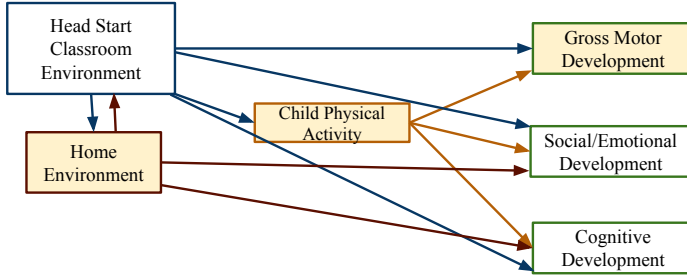 Head Start
Classroom
Environment
Gross Motor
Development
Child Physical
Activity
Home
Environment
Social/Emotional
Development
Cognitive
Development